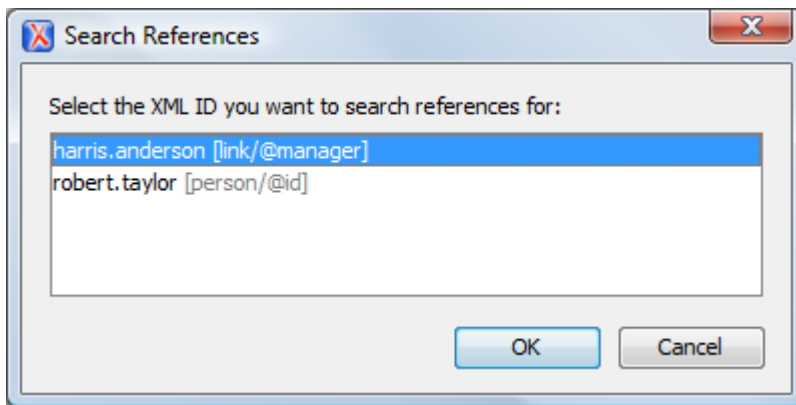 Search References
Select the XML ID you want to search references for:
harris.anderson [link/@manager]
robert.taylor [person/@id]
OK
Cancel